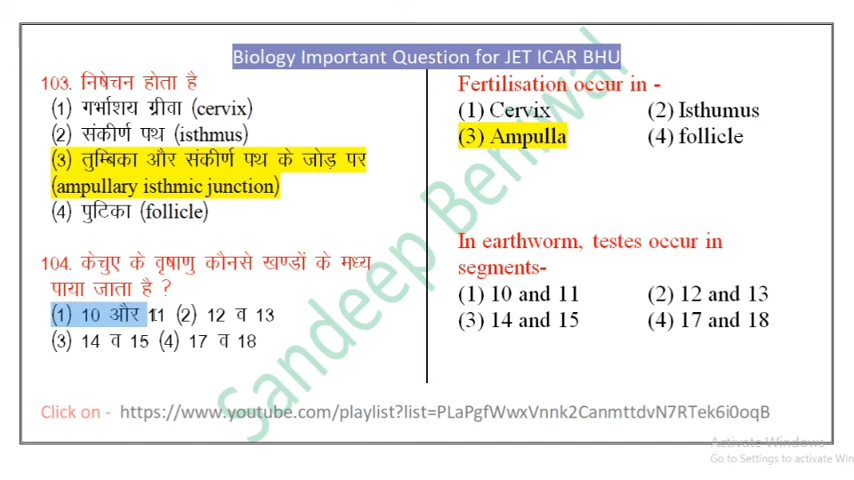 Biology Important Question for JET ICAR BHU
103. निषेचन होता है
(1) गर्भाशय ग्रीवा (cervix)
(2) संकीर्ण पथ (isthmus)
(3) तुम्बिका और संकीर्ण पथ के जोड़ पर
(ampullary isthmic junction)
(4) पुटिका (follicle)
104. केचुए के वृषाणु कौनसे खण्डों के मध्य
पाया जाता है ?
(1) 10 और 11 (2) 12 व 13
(3) 14 व 15 (4) 17 व 18
Fertilisation occur in -
(1) Cervix (2) Isthumus
(3) Ampulla (4) follicle
In earthworm, testes occur in
segments-
(1) 10 and 11 (2) 12 and 13
(3) 14 and 15 (4) 17 and 18
Sandeep Beniwal
Click on - https://www.youtube.com/playlist?list=PLaPgfWwxVnnk2CanmttdvN7RTek6i0oqB
Activate Windows
Go to Settings to activate Win